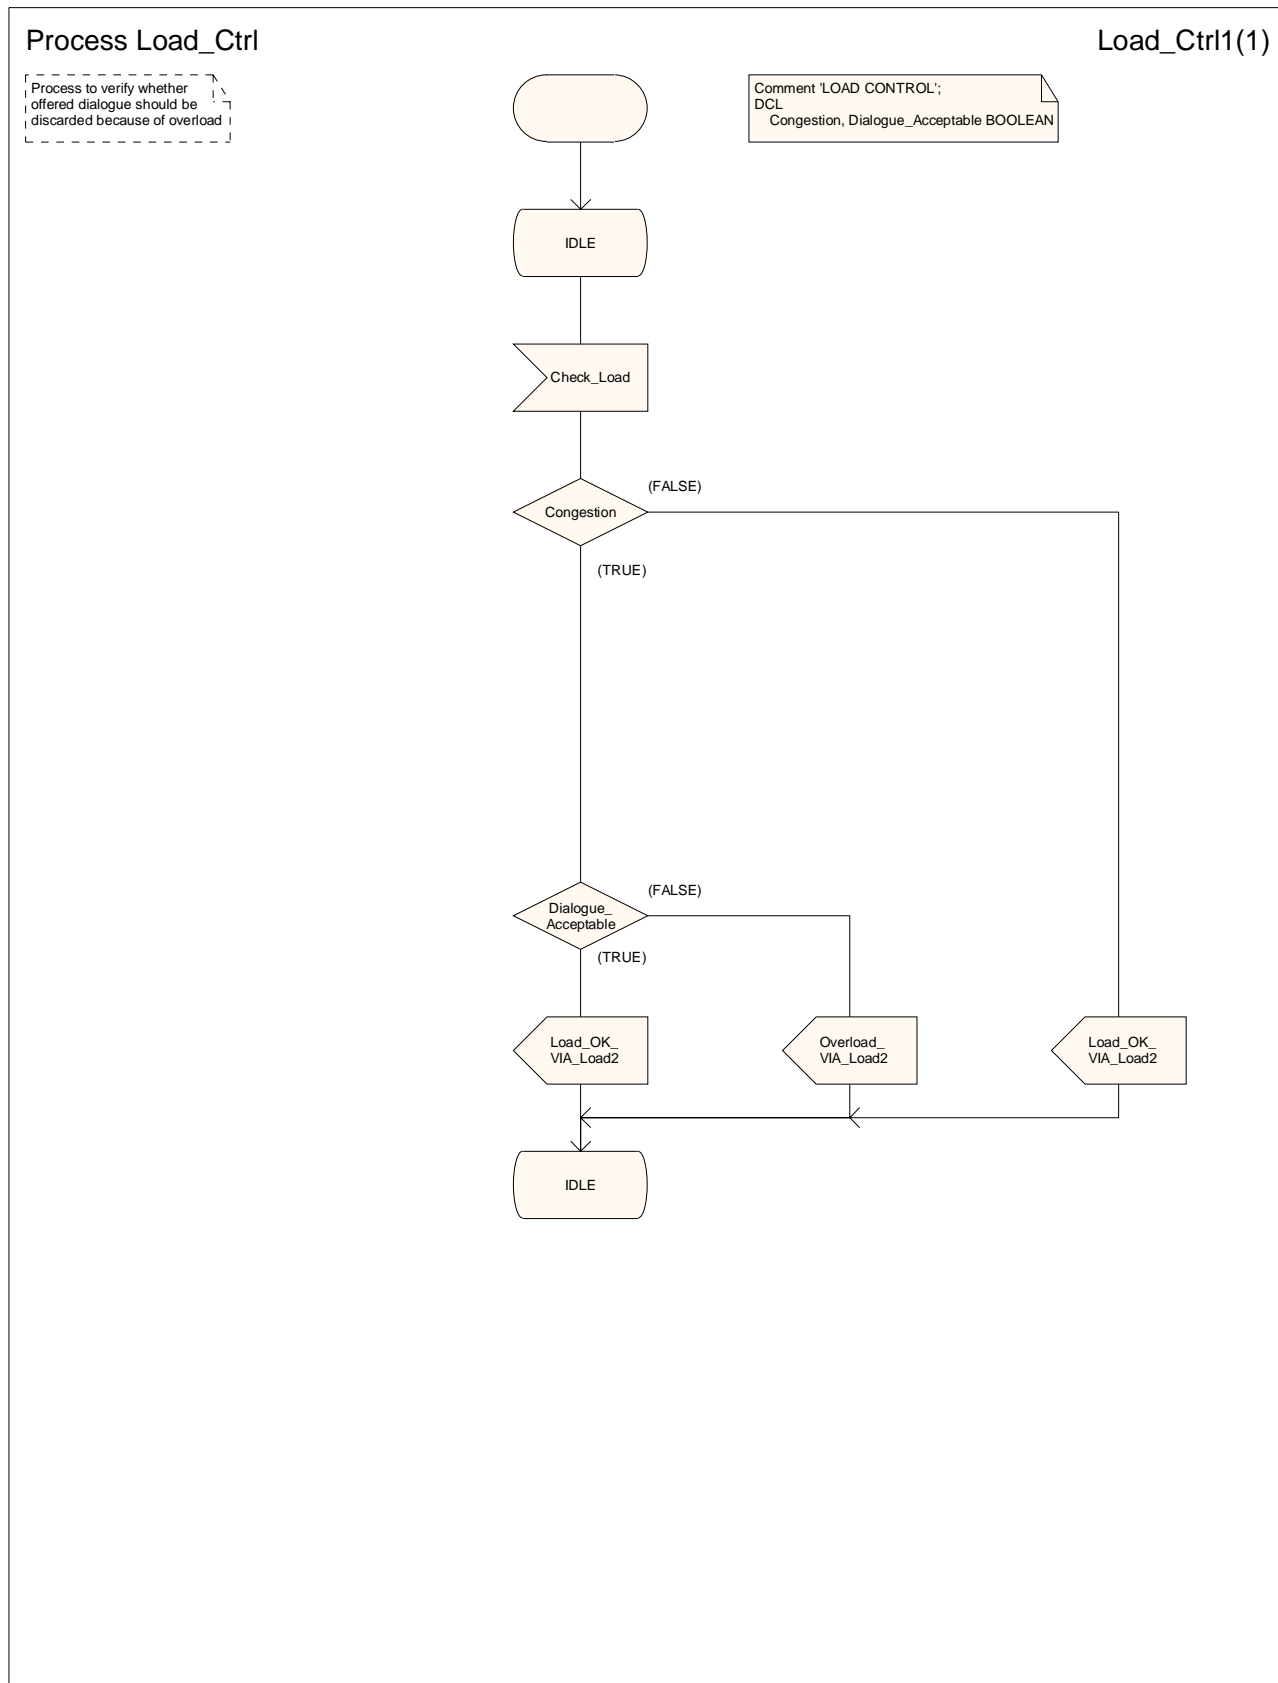 Process Load_Ctrl
Load_Ctrl1(1)
Process to verify whether
offered dialogue should be
discarded because of overload
Comment 'LOAD CONTROL';
DCL
Congestion, Dialogue_Acceptable BOOLEAN
IDLE
Check_Load
Congestion
(FALSE)
(TRUE)
Dialogue_
Acceptable
(FALSE)
(TRUE)
Load_OK_
VIA_Load2
Overload_
VIA_Load2
Load_OK_
VIA_Load2
IDLE